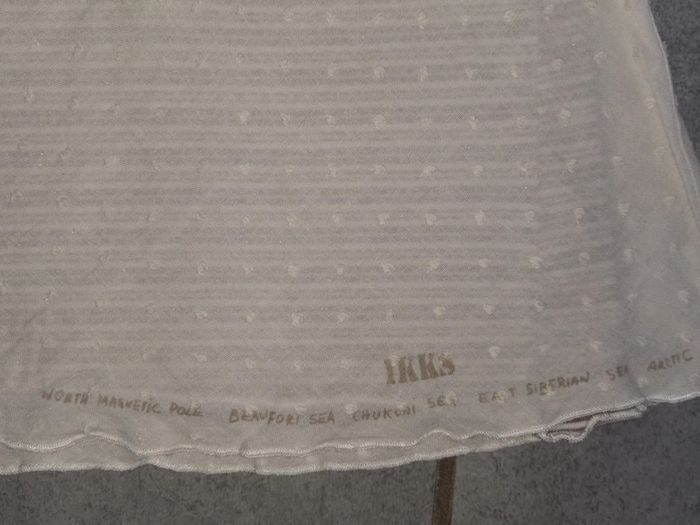 IKKS
NORTH MAGNETIC POLE BEAUFORT SEA CHUKCHI SEA EAST SIBERIAN SEA ARCTIC